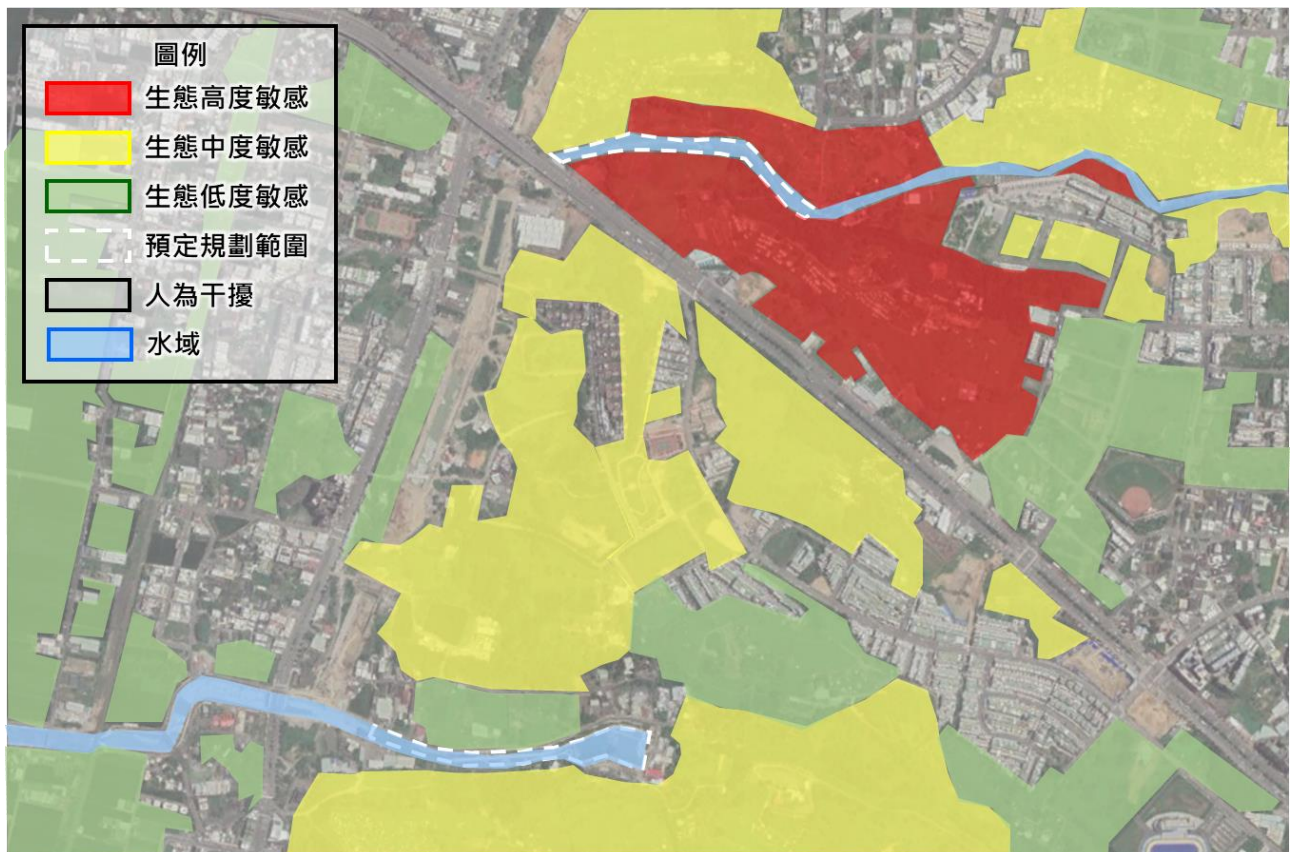 圖例
生態高度敏感
生態中度敏感
生態低度敏感
預定規劃範圍
人為干擾
水域